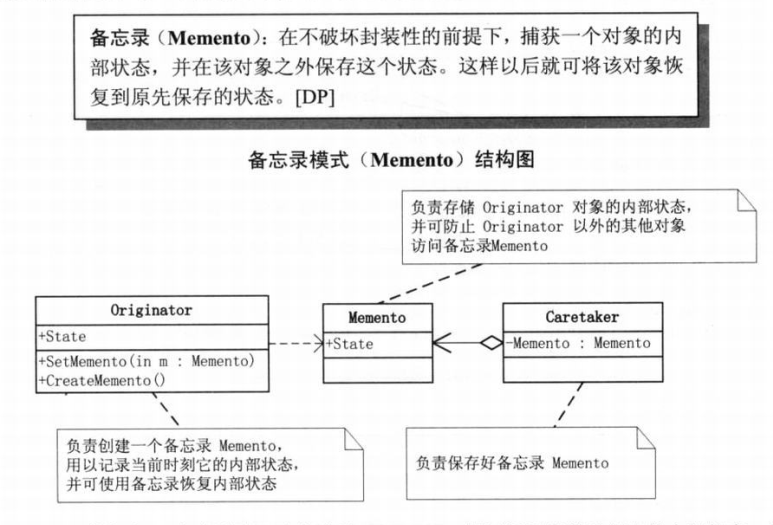 备忘录（Memento）：在不破坏封装性的前提下，捕获一个对象的内
部状态，并在该对象之外保存这个状态。这样以后就可将该对象恢
复到原先保存的状态。[DP]
备忘录模式（Memento）结构图
负责存储 Originator 对象的内部状态，
并可防止 Originator 以外的其他对象
访问备忘录Memento
Originator
+State
+SetMemento(in m : Memento)
+CreateMemento()
Memento
+State
Caretaker
-Memento : Memento
负责创建一个备忘录 Memento，
用以记录当前时刻它的内部状态，
并可使用备忘录恢复内部状态
负责保存好备忘录 Memento